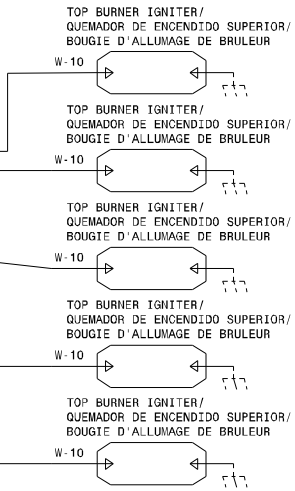 TOP BURNER IGNITER/
QUEMADOR DE ENCENDIDO SUPERIOR/
BOUGIE D'ALLUMAGE DE BRULEUR
W-10
TOP BURNER IGNITER/
QUEMADOR DE ENCENDIDO SUPERIOR/
BOUGIE D'ALLUMAGE DE BRULEUR
W-10
TOP BURNER IGNITER/
QUEMADOR DE ENCENDIDO SUPERIOR/
BOUGIE D'ALLUMAGE DE BRULEUR
W-10
TOP BURNER IGNITER/
QUEMADOR DE ENCENDIDO SUPERIOR/
BOUGIE D'ALLUMAGE DE BRULEUR
W-10
TOP BURNER IGNITER/
QUEMADOR DE ENCENDIDO SUPERIOR/
BOUGIE D'ALLUMAGE DE BRULEUR
W-10